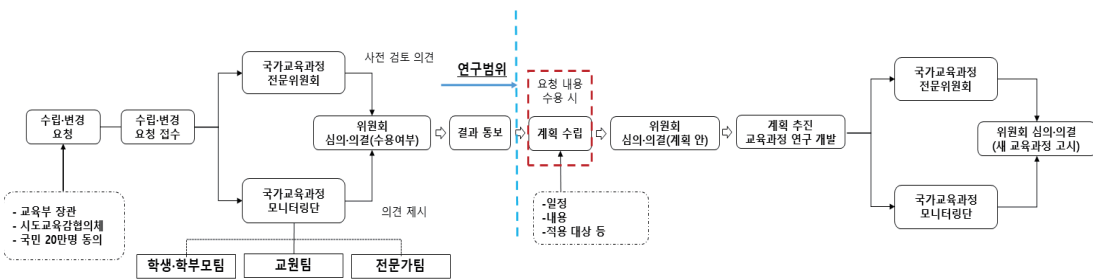 수립·변경
요청
- 교육부 장관
- 시도교육감협의체
- 국민 20만명 동의
수립·변경
요청 접수
국가교육과정
전문위원회
사전 검토 의견
국가교육과정
모니터링단
의견 제시
학생·학부모팀
교원팀
전문가팀
위원회
심의·의결(수용여부)
결과 통보
연구범위
요청 내용
수용 시
계획 수립
-일정
-내용
-적용 대상 등
위원회
심의·의결(계획 안)
계획 추진
교육과정 연구 개발
국가교육과정
전문위원회
국가교육과정
모니터링단
위원회 심의·의결
(새 교육과정 고시)